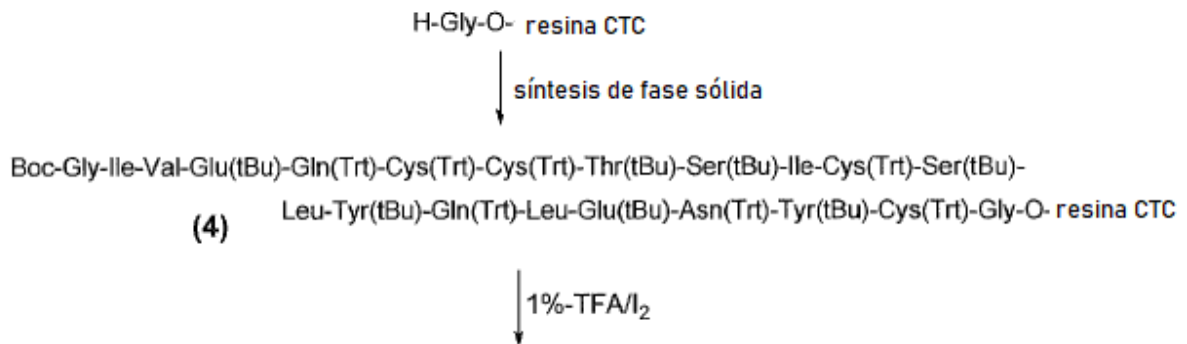 H-Gly-O- resina CTC
síntesis de fase sólida
Boc-Gly-Ile-Val-Glu(tBu)-Gln(Trt)-Cys(Trt)-Cys(Trt)-Thr(tBu)-Ser(tBu)-Ile-Cys(Trt)-Ser(tBu)-
Leu-Tyr(tBu)-Gln(Trt)-Leu-Glu(tBu)-Asn(Trt)-Tyr(tBu)-Cys(Trt)-Gly-O- resina CTC
(4)
1%-TFA/I₂